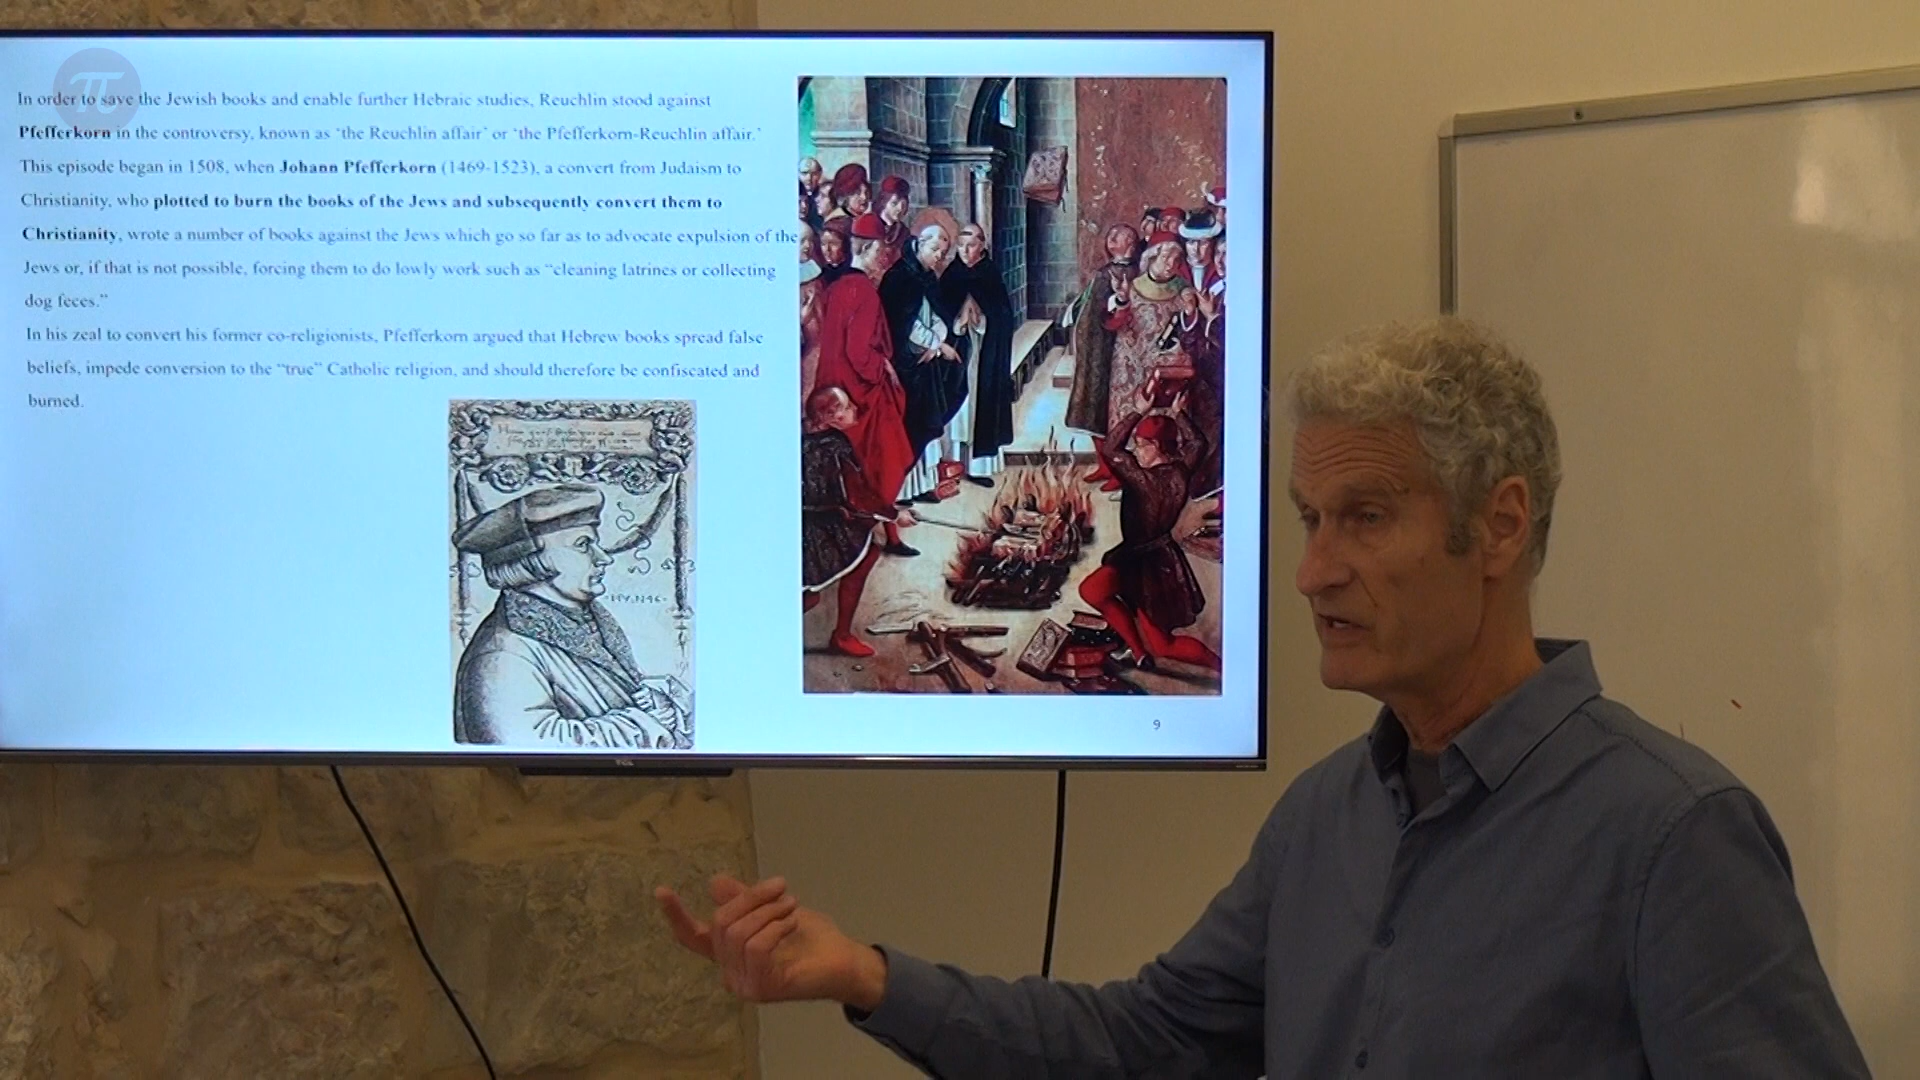 In order to save the Jewish books and enable further Hebraic studies, Reuchlin stood against
Pfefferkorn in the controversy, known as 'the Reuchlin affair' or 'the Pfefferkorn-Reuchlin affair.'
This episode began in 1508, when Johann Pfefferkorn (1469-1523), a convert from Judaism to
Christianity, who plotted to burn the books of the Jews and subsequently convert them to
Christianity, wrote a number of books against the Jews which go so far as to advocate expulsion of the
Jews or, if that is not possible, forcing them to do lowly work such as "cleaning latrines or collecting
dog feces."
In his zeal to convert his former co-religionists, Pfefferkorn argued that Hebrew books spread false
beliefs, impede conversion to the "true" Catholic religion, and should therefore be confiscated and
burned.
9
TCL